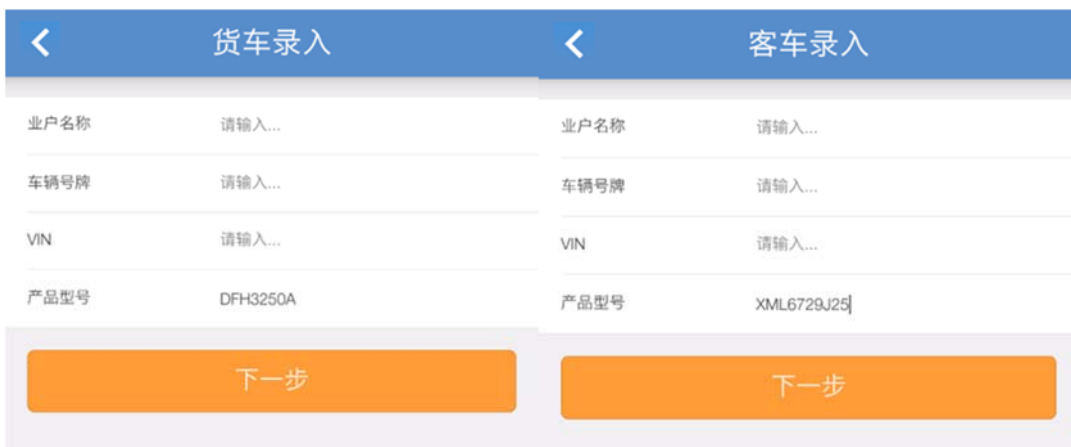 货车录入
业户名称 请输入...
车辆号牌 请输入...
VIN 请输入...
产品型号 DFH3250A
下一步
客车录入
业户名称 请输入...
车辆号牌 请输入...
VIN 请输入...
产品型号 XML6729J25
下一步